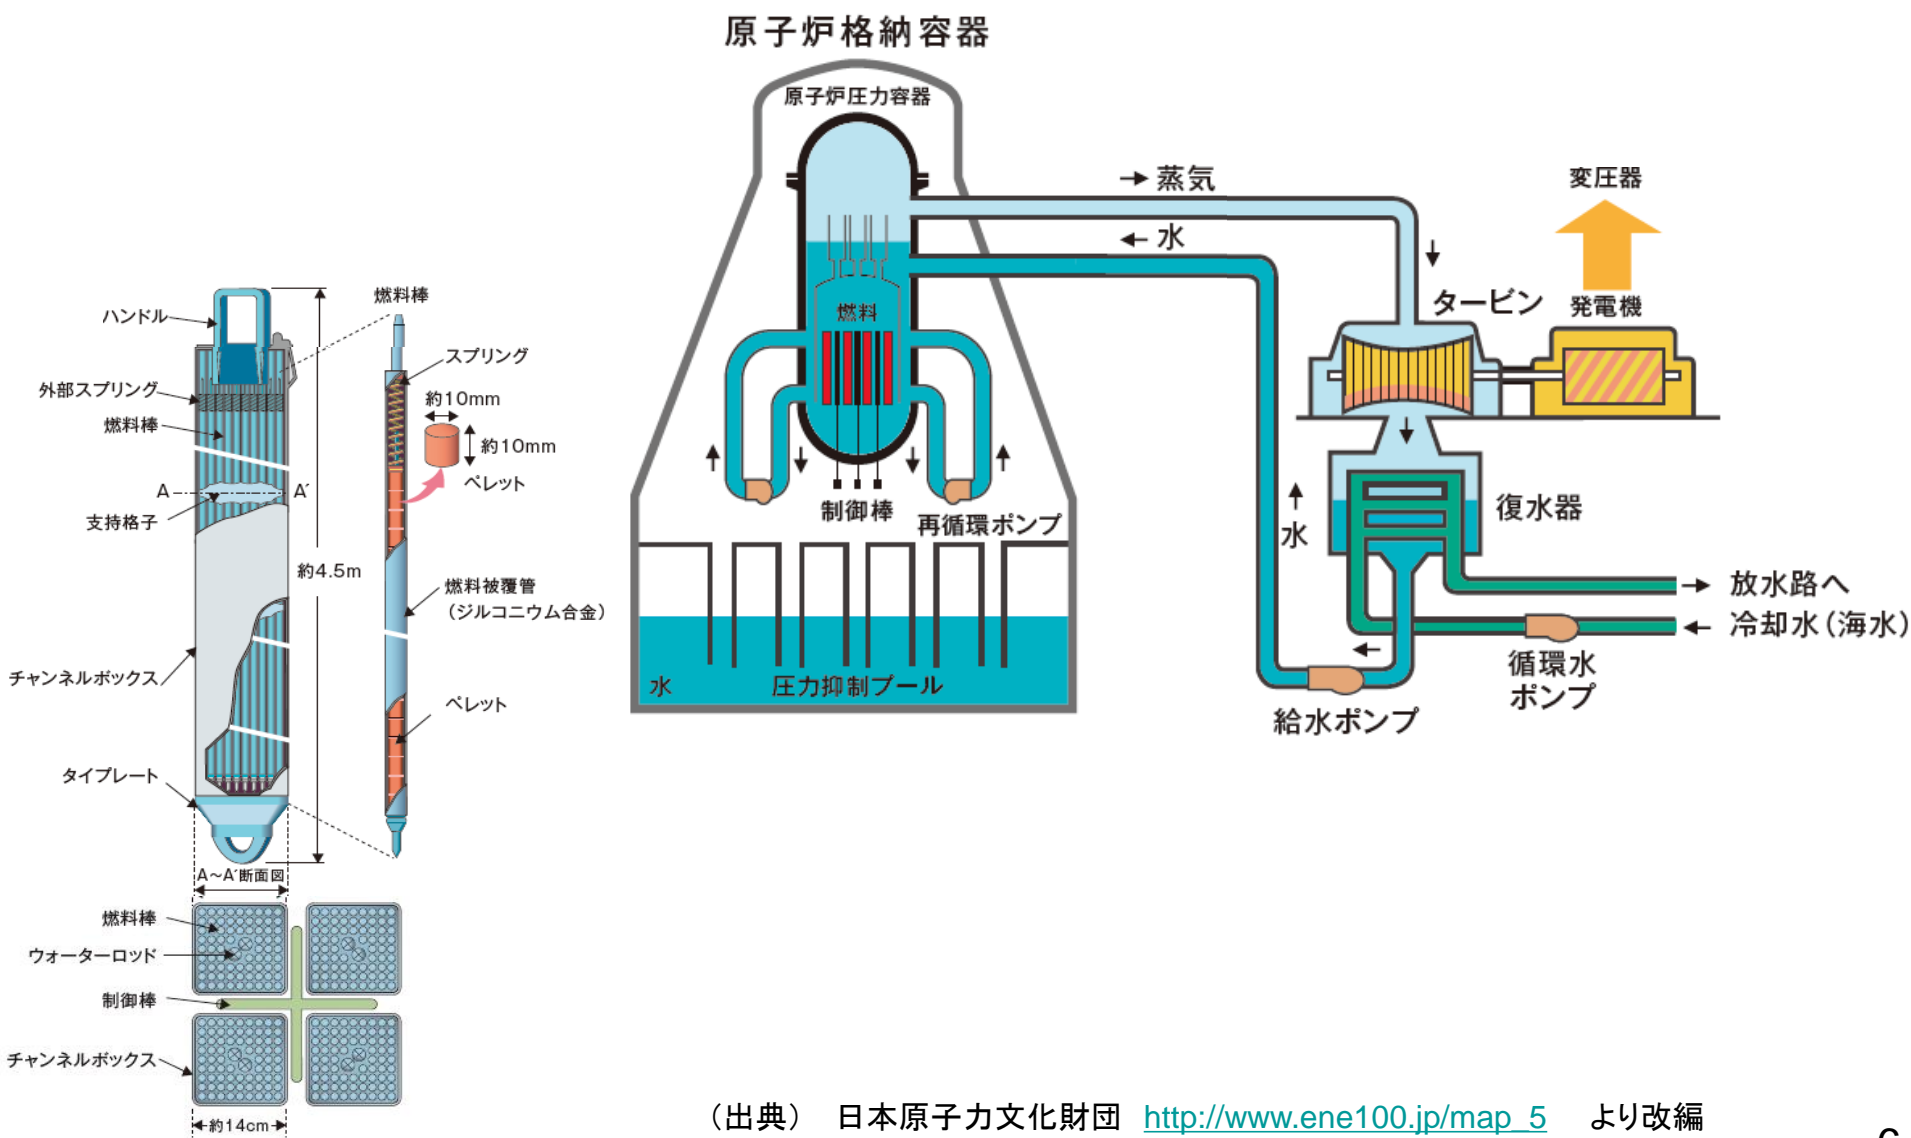 原子炉格納容器
原子炉圧力容器
→蒸気
←水
変圧器
発電機
タービン
燃料
制御棒
再循環ポンプ
水
復水器
→ 放水路へ
← 冷却水(海水)
循環水
ポンプ
給水ポンプ
水
圧力抑制プール
ハンドル
外部スプリング
燃料棒
A
A´
支持格子
チャンネルボックス
タイプレート
約4.5m
燃料棒
スプリング
約10mm
約10mm
ペレット
燃料被覆管
(ジルコニウム合金)
ペレット
A～A´断面図
燃料棒
ウォーターロッド
制御棒
チャンネルボックス
約14cm
(出典) 日本原子力文化財団 http://www.ene100.jp/map_5 より改編